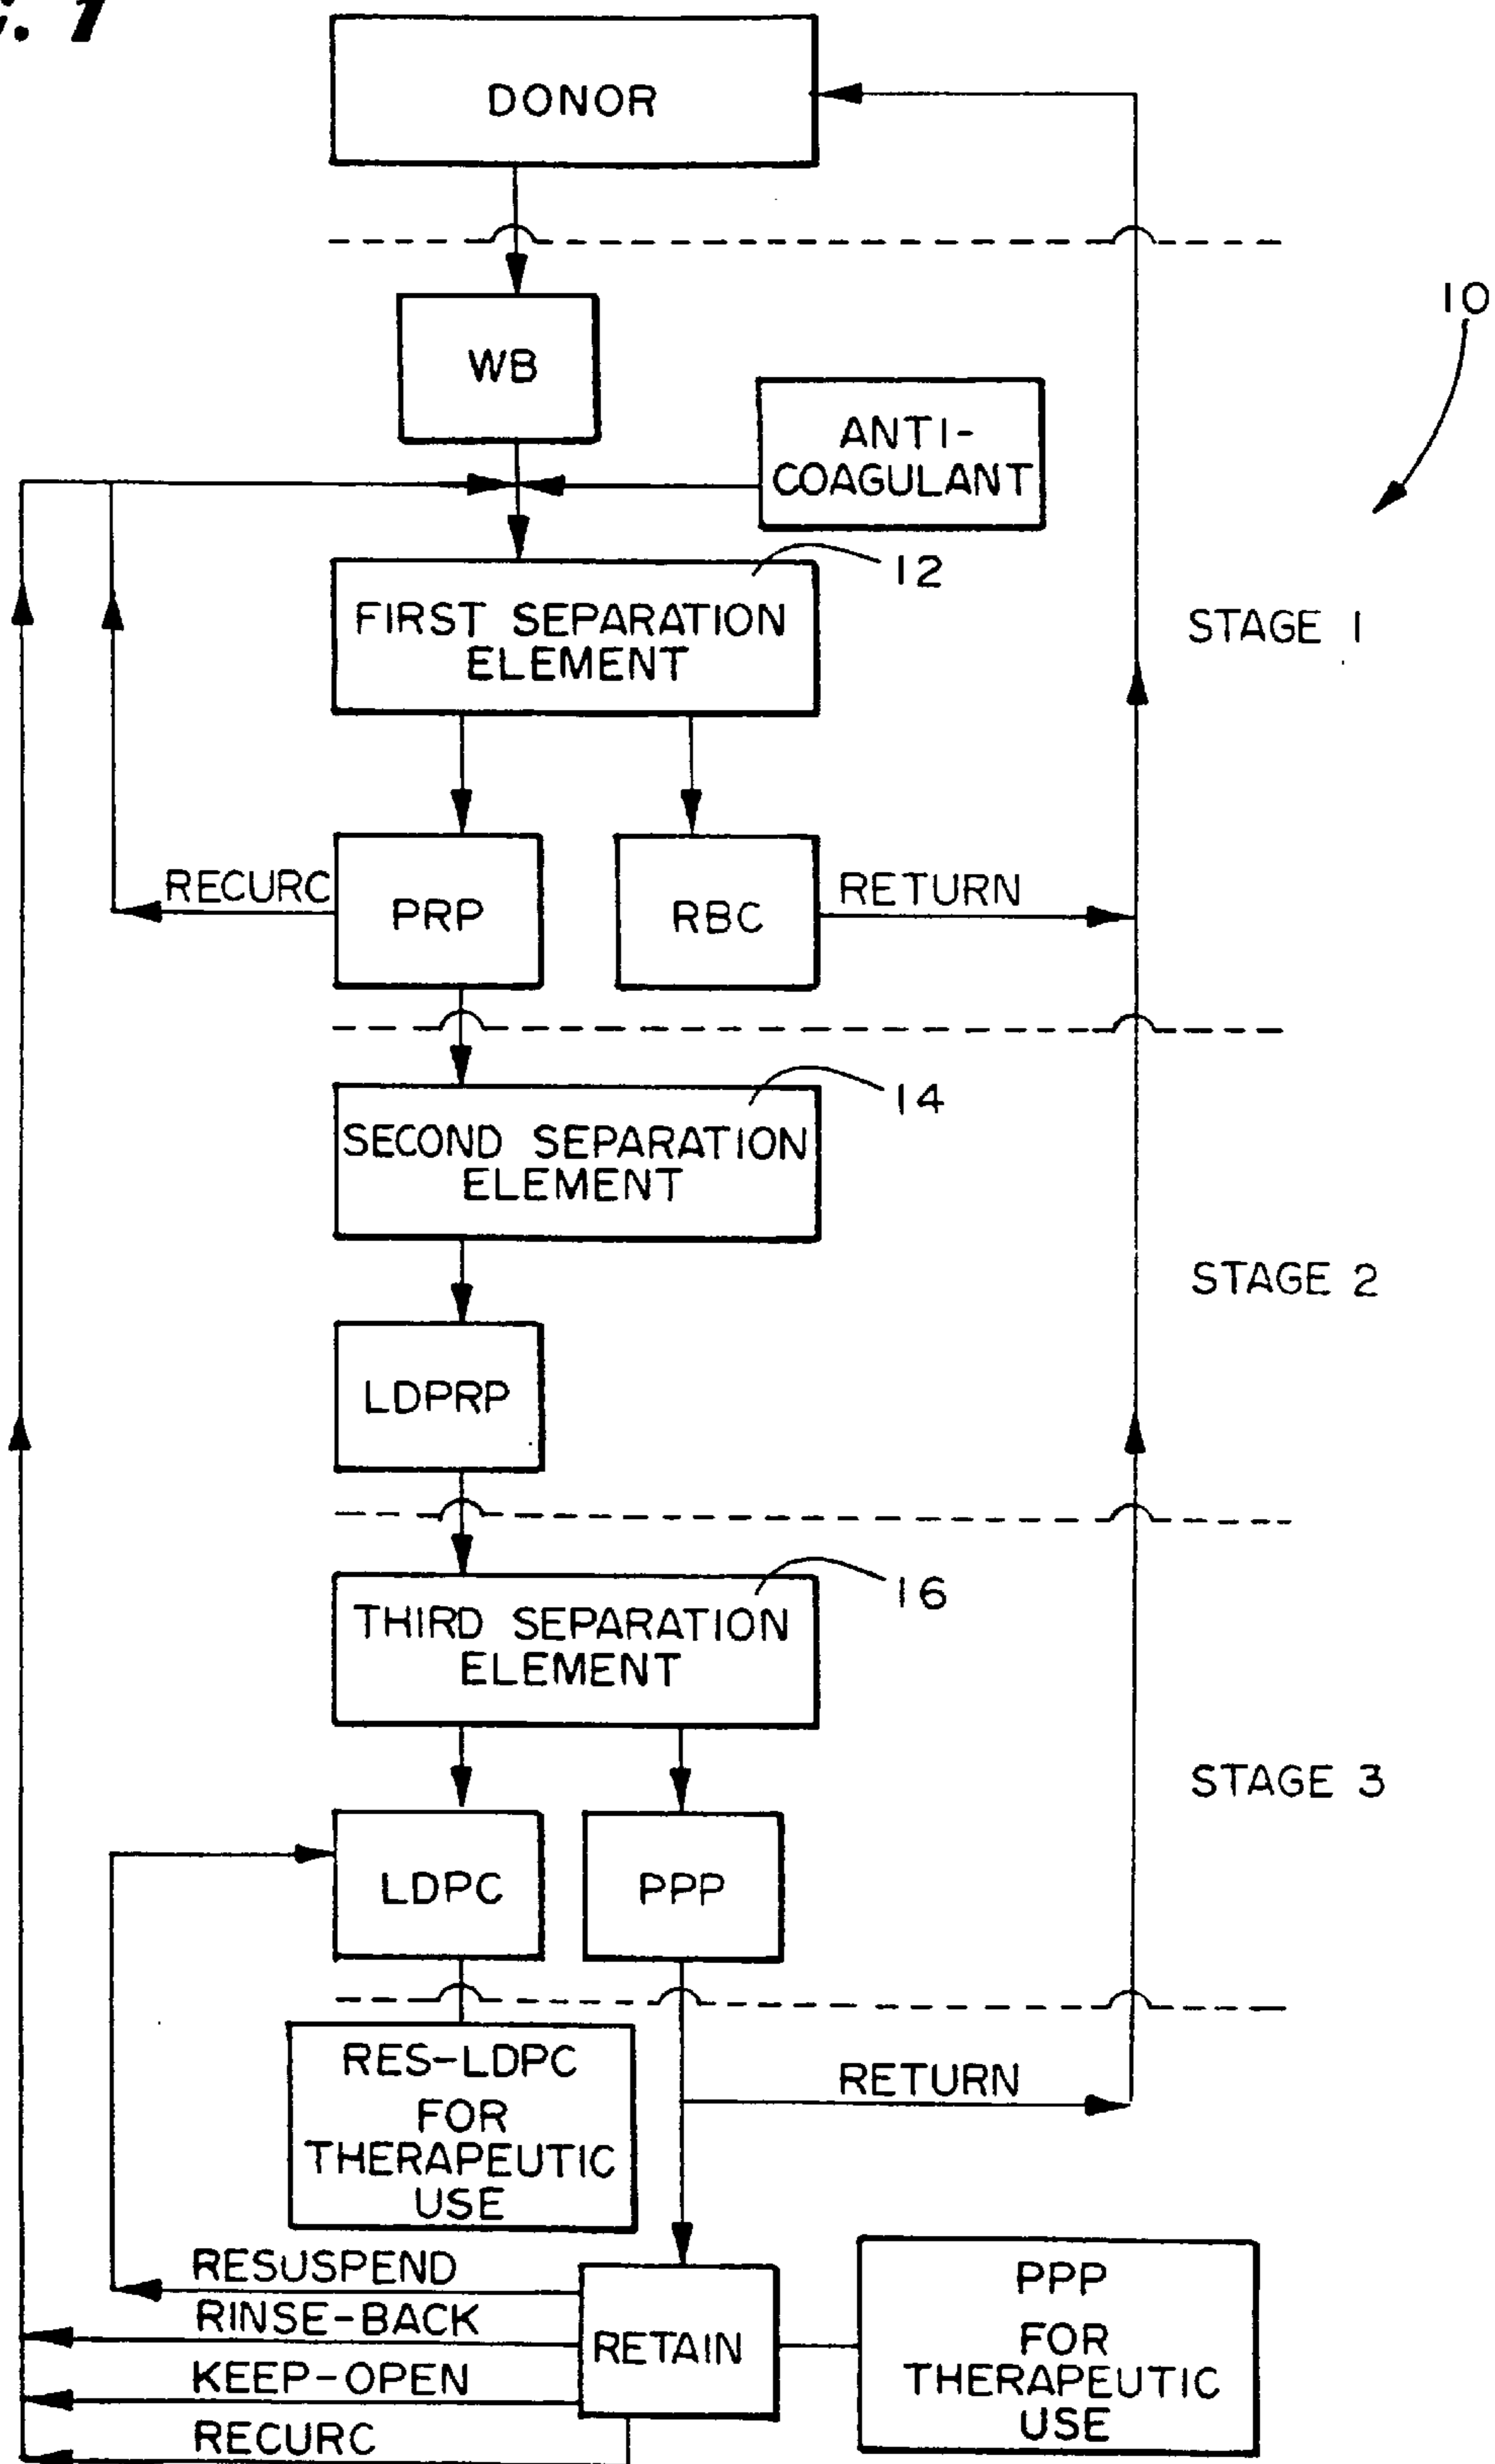 . 1
DONOR
WB
10
ANTI-
COAGULANT
12
FIRST SEPARATION
ELEMENT
STAGE 1
RECURC
PRP
RBC
RETURN
14
SECOND SEPARATION
ELEMENT
STAGE 2
LDPRP
16
THIRD SEPARATION
ELEMENT
STAGE 3
LDPC
PPP
RES-LDPC
FOR
THERAPEUTIC
USE
RETURN
RESUSPEND
RINSE-BACK
KEEP-OPEN
RECURC
RETAIN
PPP
FOR
THERAPEUTIC
USE